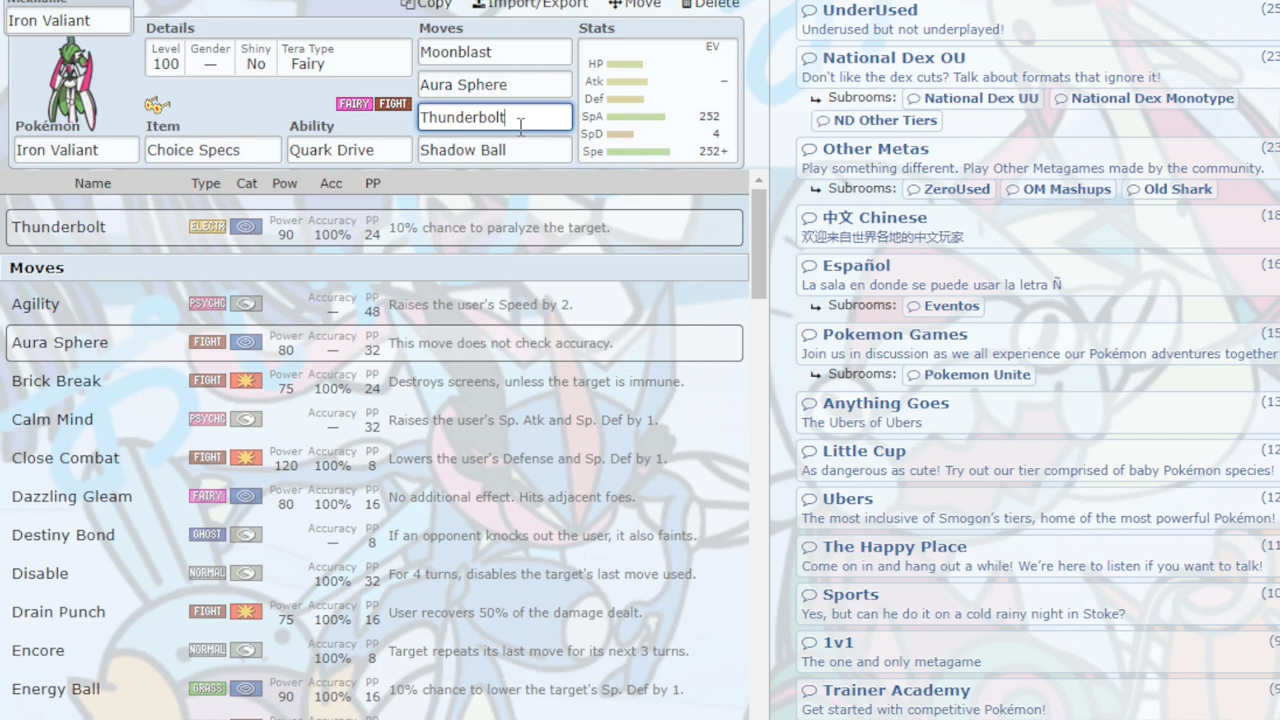 Nickname
Copy Import/Export Move Delete
Iron Valiant
Details
Moves
Stats
Level Gender Shiny Tera Type
100 — No Fairy
Moonblast
EV
HP
Aura Sphere
Atk –
Def
FAIRY FIGHT
Thunderbolt
SpA 252
Pokémon Item Ability
SpD 4
Iron Valiant Choice Specs Quark Drive Shadow Ball
Spe 252+
Name Type Cat Pow Acc PP
Thunderbolt ELECTR Power 90 Accuracy 100% PP 24 10% chance to paralyze the target.
Moves
Agility PSYCHC Accuracy — PP 48 Raises the user's Speed by 2.
Aura Sphere FIGHT Power 80 Accuracy — PP 32 This move does not check accuracy.
Brick Break FIGHT Power 75 Accuracy 100% PP 24 Destroys screens, unless the target is immune.
Calm Mind PSYCHC Accuracy — PP 32 Raises the user's Sp. Atk and Sp. Def by 1.
Close Combat FIGHT Power 120 Accuracy 100% PP 8 Lowers the user's Defense and Sp. Def by 1.
Dazzling Gleam FAIRY Power 80 Accuracy 100% PP 16 No additional effect. Hits adjacent foes.
Destiny Bond GHOST Accuracy — PP 8 If an opponent knocks out the user, it also faints.
Disable NORMAL Accuracy 100% PP 32 For 4 turns, disables the target's last move used.
Drain Punch FIGHT Power 75 Accuracy 100% PP 16 User recovers 50% of the damage dealt.
Encore NORMAL Accuracy 100% PP 8 Target repeats its last move for its next 3 turns.
Energy Ball GRASS Power 90 Accuracy 100% PP 16 10% chance to lower the target's Sp. Def by 1.
UnderUsed (25
Underused but not underplayed!
National Dex OU (23
Don't like the dex cuts? Talk about formats that ignore it!
Subrooms: National Dex UU National Dex Monotype
ND Other Tiers
Other Metas (23
Play something different. Play Other Metagames made by the community.
Subrooms: ZeroUsed OM Mashups Old Shark
中文 Chinese (18
欢迎来自世界各地的中文玩家
Español (16
La sala en donde se puede usar la letra Ñ
Subrooms: Eventos
Pokemon Games (15
Join us in discussion as we all experience our Pokémon adventures together
Subrooms: Pokemon Unite
Anything Goes (13
The Ubers of Ubers
Little Cup (12
As dangerous as cute! Try out our tier comprised of baby Pokémon species!
Ubers (12
The most inclusive of Smogon's tiers, home of the most powerful Pokémon!
The Happy Place (11
Come on in and hang out a while! We're here to listen if you want to talk!
Sports (10
Yes, but can he do it on a cold rainy night in Stoke?
1v1 (9
The one and only metagame
Trainer Academy (9
Get started with competitive Pokémon!